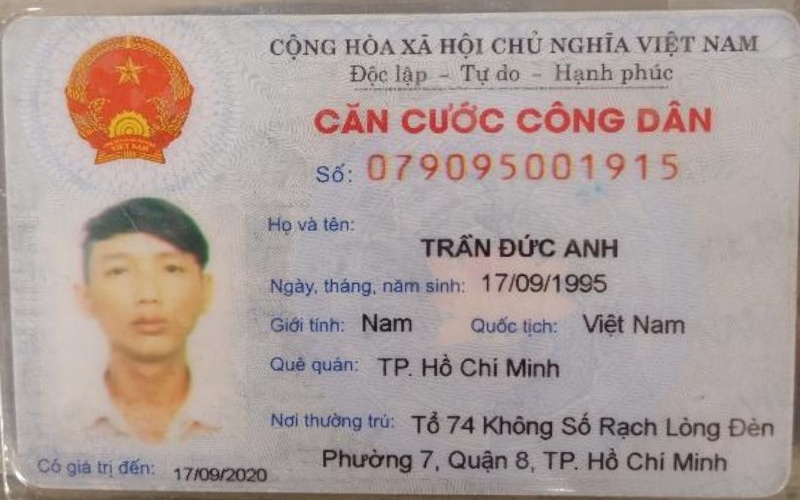 CỘNG HÒA XÃ HỘI CHỦ NGHĨA VIỆT NAM
Độc lập - Tự do - Hạnh phúc
CĂN CƯỚC CÔNG DÂN
Số: 079095001915
Họ và tên:
TRẦN ĐỨC ANH
Ngày, tháng, năm sinh: 17/09/1995
Giới tính: Nam Quốc tịch: Việt Nam
Quê quán: TP. Hồ Chí Minh
Nơi thường trú: Tổ 74 Không Số Rạch Lòng Đèn
Phường 7, Quận 8, TP. Hồ Chí Minh
Có giá trị đến: 17/09/2020
VIỆT NAM